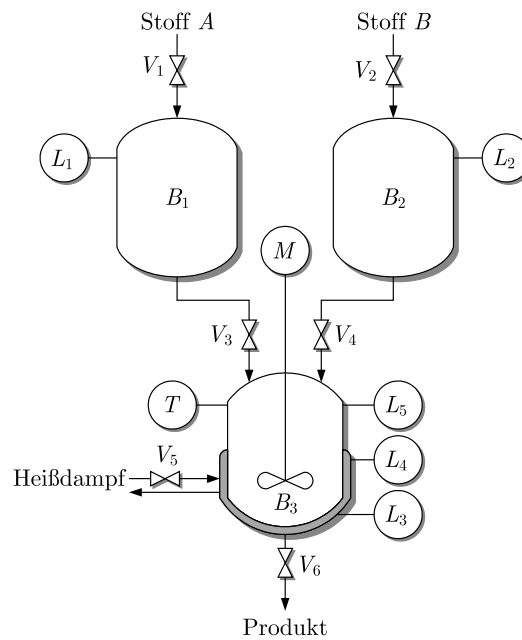 Stoff A
Stoff B
V₁
V₂
L₁
L₂
B₁
B₂
M
V₃
V₄
T
L₅
V₅
L₄
Heißdampf
B₃
L₃
V₆
Produkt